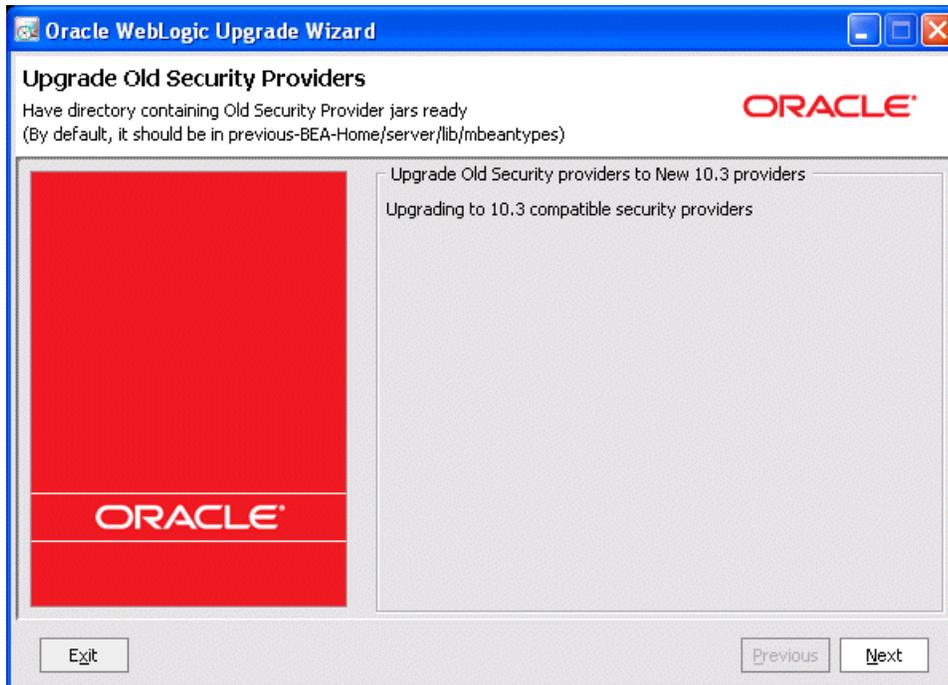 Oracle WebLogic Upgrade Wizard
Upgrade Old Security Providers
Have directory containing Old Security Provider jars ready
(By default, it should be in previous-BEA-Home/server/lib/mbeantypes)
ORACLE
Upgrade Old Security providers to New 10.3 providers
Upgrading to 10.3 compatible security providers
ORACLE
Exit
Previous
Next